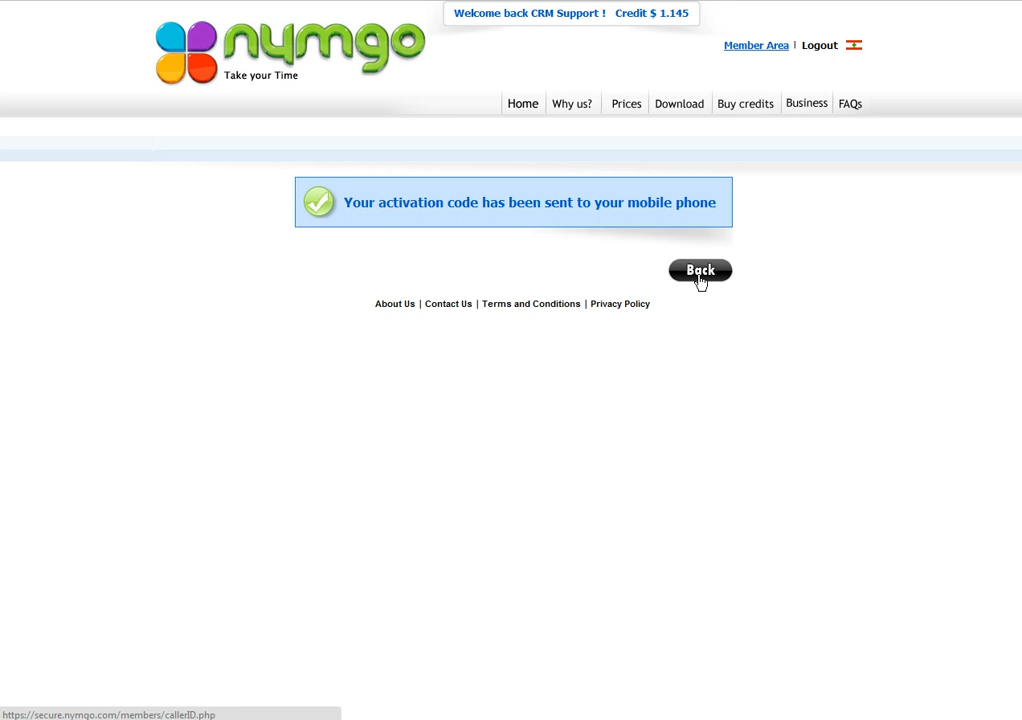 Welcome back CRM Support ! Credit $ 1.145
nymgo
Take your Time
Member Area | Logout
Home Why us? Prices Download Buy credits Business FAQs
Your activation code has been sent to your mobile phone
Back
About Us | Contact Us | Terms and Conditions | Privacy Policy
https://secure.nymgo.com/members/callerID.php